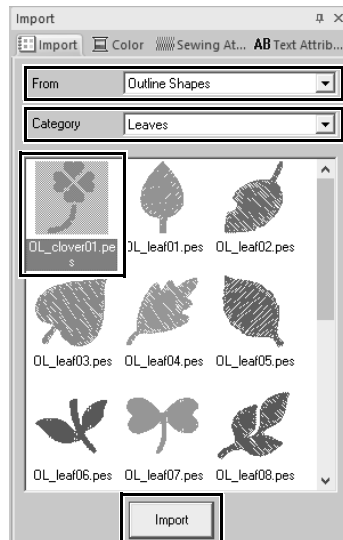 Import
Import Color Sewing At... AB Text Attrib...
From Outline Shapes
Category Leaves
OL_clover01.pe
s
OL_leaf01.pes OL_leaf02.pes
OL_leaf03.pes OL_leaf04.pes OL_leaf05.pes
OL_leaf06.pes OL_leaf07.pes OL_leaf08.pes
Import